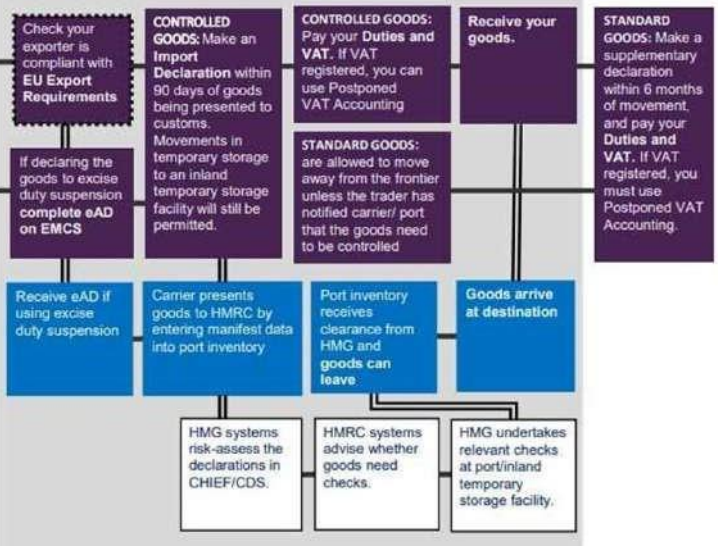 Check your
exporter is
compliant with
EU Export
Requirements
CONTROLLED
GOODS: Make an
Import
Declaration within
90 days of goods
being presented to
customs.
Movements in
temporary storage
to an inland
temporary storage
facility will still be
permitted.
CONTROLLED GOODS:
Pay your Duties and
VAT. If VAT
registered, you can
use Postponed
VAT Accounting
Receive your
goods.
STANDARD
GOODS: Make a
supplementary
declaration
within 6 months
of movement,
and pay your
Duties and
VAT. If VAT
registered, you
must use
Postponed VAT
Accounting.
If declaring the
goods to excise
duty suspension
complete eAD
on EMCS
STANDARD GOODS:
are allowed to move
away from the frontier
unless the trader has
notified carrier/ port
that the goods need
to be controlled
Receive eAD if
using excise
duty suspension
Carrier presents
goods to HMRC by
entering manifest data
into port inventory
Port inventory
receives
clearance from
HMG and
goods can
leave
Goods arrive
at destination
HMG systems
risk-assess the
declarations in
CHIEF/CDS.
HMRC systems
advise whether
goods need
checks.
HMG undertakes
relevant checks
at port/inland
temporary
storage facility.